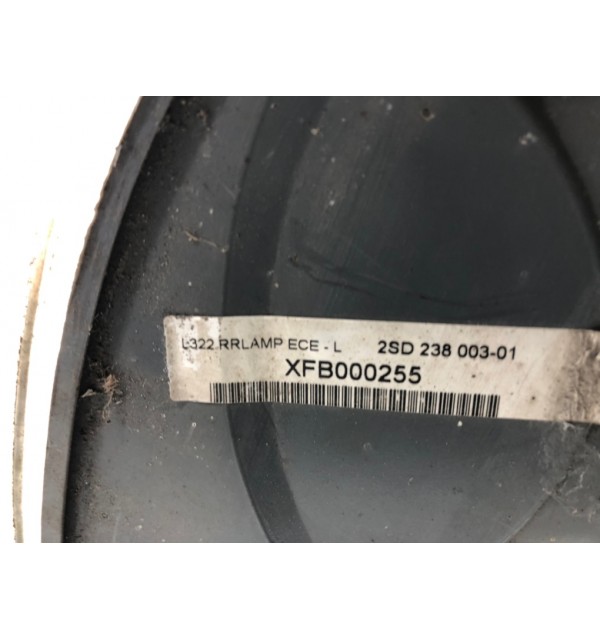 L322 RRLAMP ECE - L 2SD 238 003-01
XFB000255